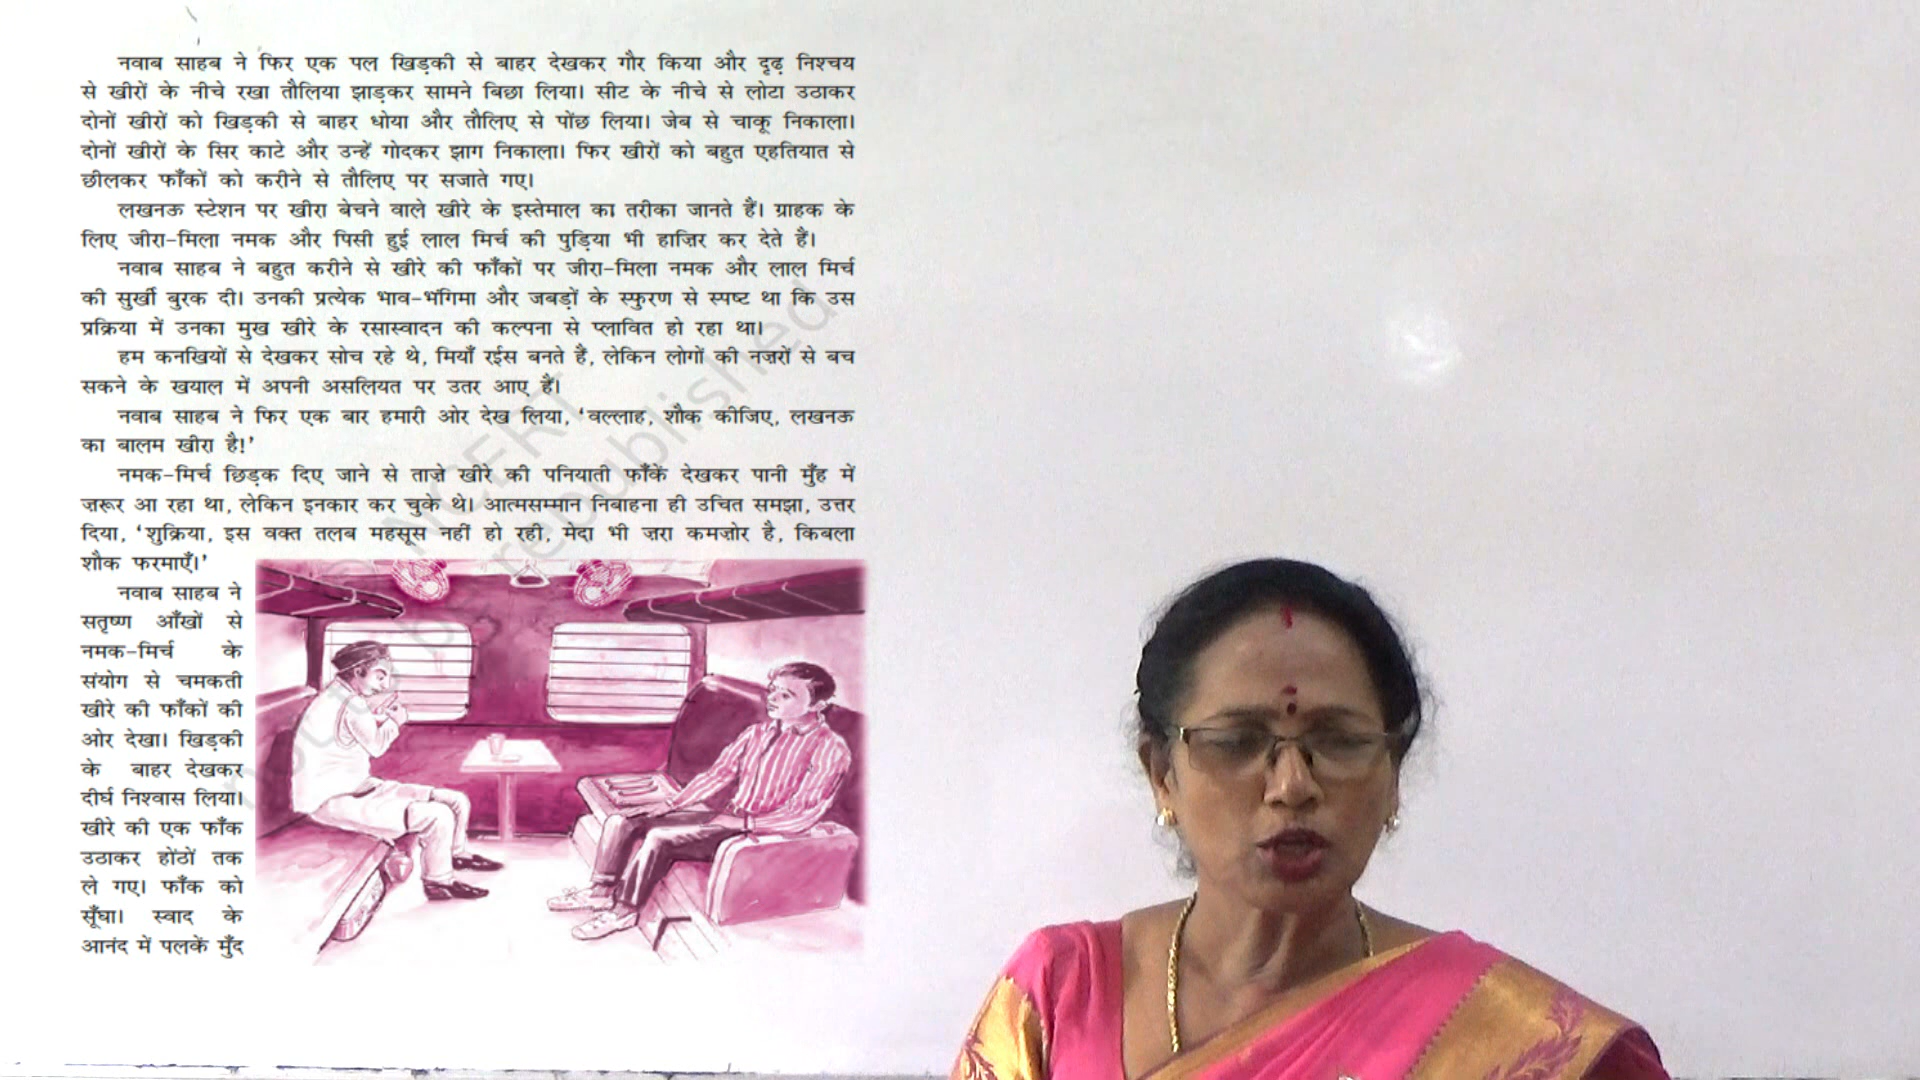 नवाब साहब ने फिर एक पल खिड़की से बाहर देखकर गौर किया और दृढ़ निश्चय
से खीरों के नीचे रखा तौलिया झाड़कर सामने बिछा लिया। सीट के नीचे से लोटा उठाकर
दोनों खीरों को खिड़की से बाहर धोया और तौलिए से पोंछ लिया। जेब से चाकू निकाला।
दोनों खीरों के सिर काटे और उन्हें गोदकर झाग निकाला। फिर खीरों को बहुत एहतियात से
छीलकर फाँकों को करीने से तौलिए पर सजाते गए।
लखनऊ स्टेशन पर खीरा बेचने वाले खीरे के इस्तेमाल का तरीका जानते हैं। ग्राहक के
लिए जीरा-मिला नमक और पिसी हुई लाल मिर्च की पुड़िया भी हाज़िर कर देते हैं।
नवाब साहब ने बहुत करीने से खीरे की फाँकों पर जीरा-मिला नमक और लाल मिर्च
की सुर्खी बुरक दी। उनकी प्रत्येक भाव-भंगिमा और जबड़ों के स्फुरण से स्पष्ट था कि उस
प्रक्रिया में उनका मुख खीरे के रसास्वादन की कल्पना से प्लावित हो रहा था।
हम कनखियों से देखकर सोच रहे थे, मियाँ रईस बनते हैं, लेकिन लोगों की नज़रों से बच
सकने के खयाल में अपनी असलियत पर उतर आए हैं।
नवाब साहब ने फिर एक बार हमारी ओर देख लिया, ‘वल्लाह, शौक कीजिए, लखनऊ
का बालम खीरा है!’
नमक-मिर्च छिड़क दिए जाने से ताज़े खीरे की पनियाती फाँकें देखकर पानी मुँह में
ज़रूर आ रहा था, लेकिन इनकार कर चुके थे। आत्मसम्मान निबाहना ही उचित समझा, उत्तर
दिया, ‘शुक्रिया, इस वक्त तलब महसूस नहीं हो रही, मेदा भी ज़रा कमज़ोर है, किबला
शौक फरमाएँ।’
नवाब साहब ने
सतृष्ण आँखों से
नमक-मिर्च के
संयोग से चमकती
खीरे की फाँकों की
ओर देखा। खिड़की
के बाहर देखकर
दीर्घ निश्वास लिया।
खीरे की एक फाँक
उठाकर होंठों तक
ले गए। फाँक को
सूँघा। स्वाद के
आनंद में पलकें मुँद
NCERT
republished